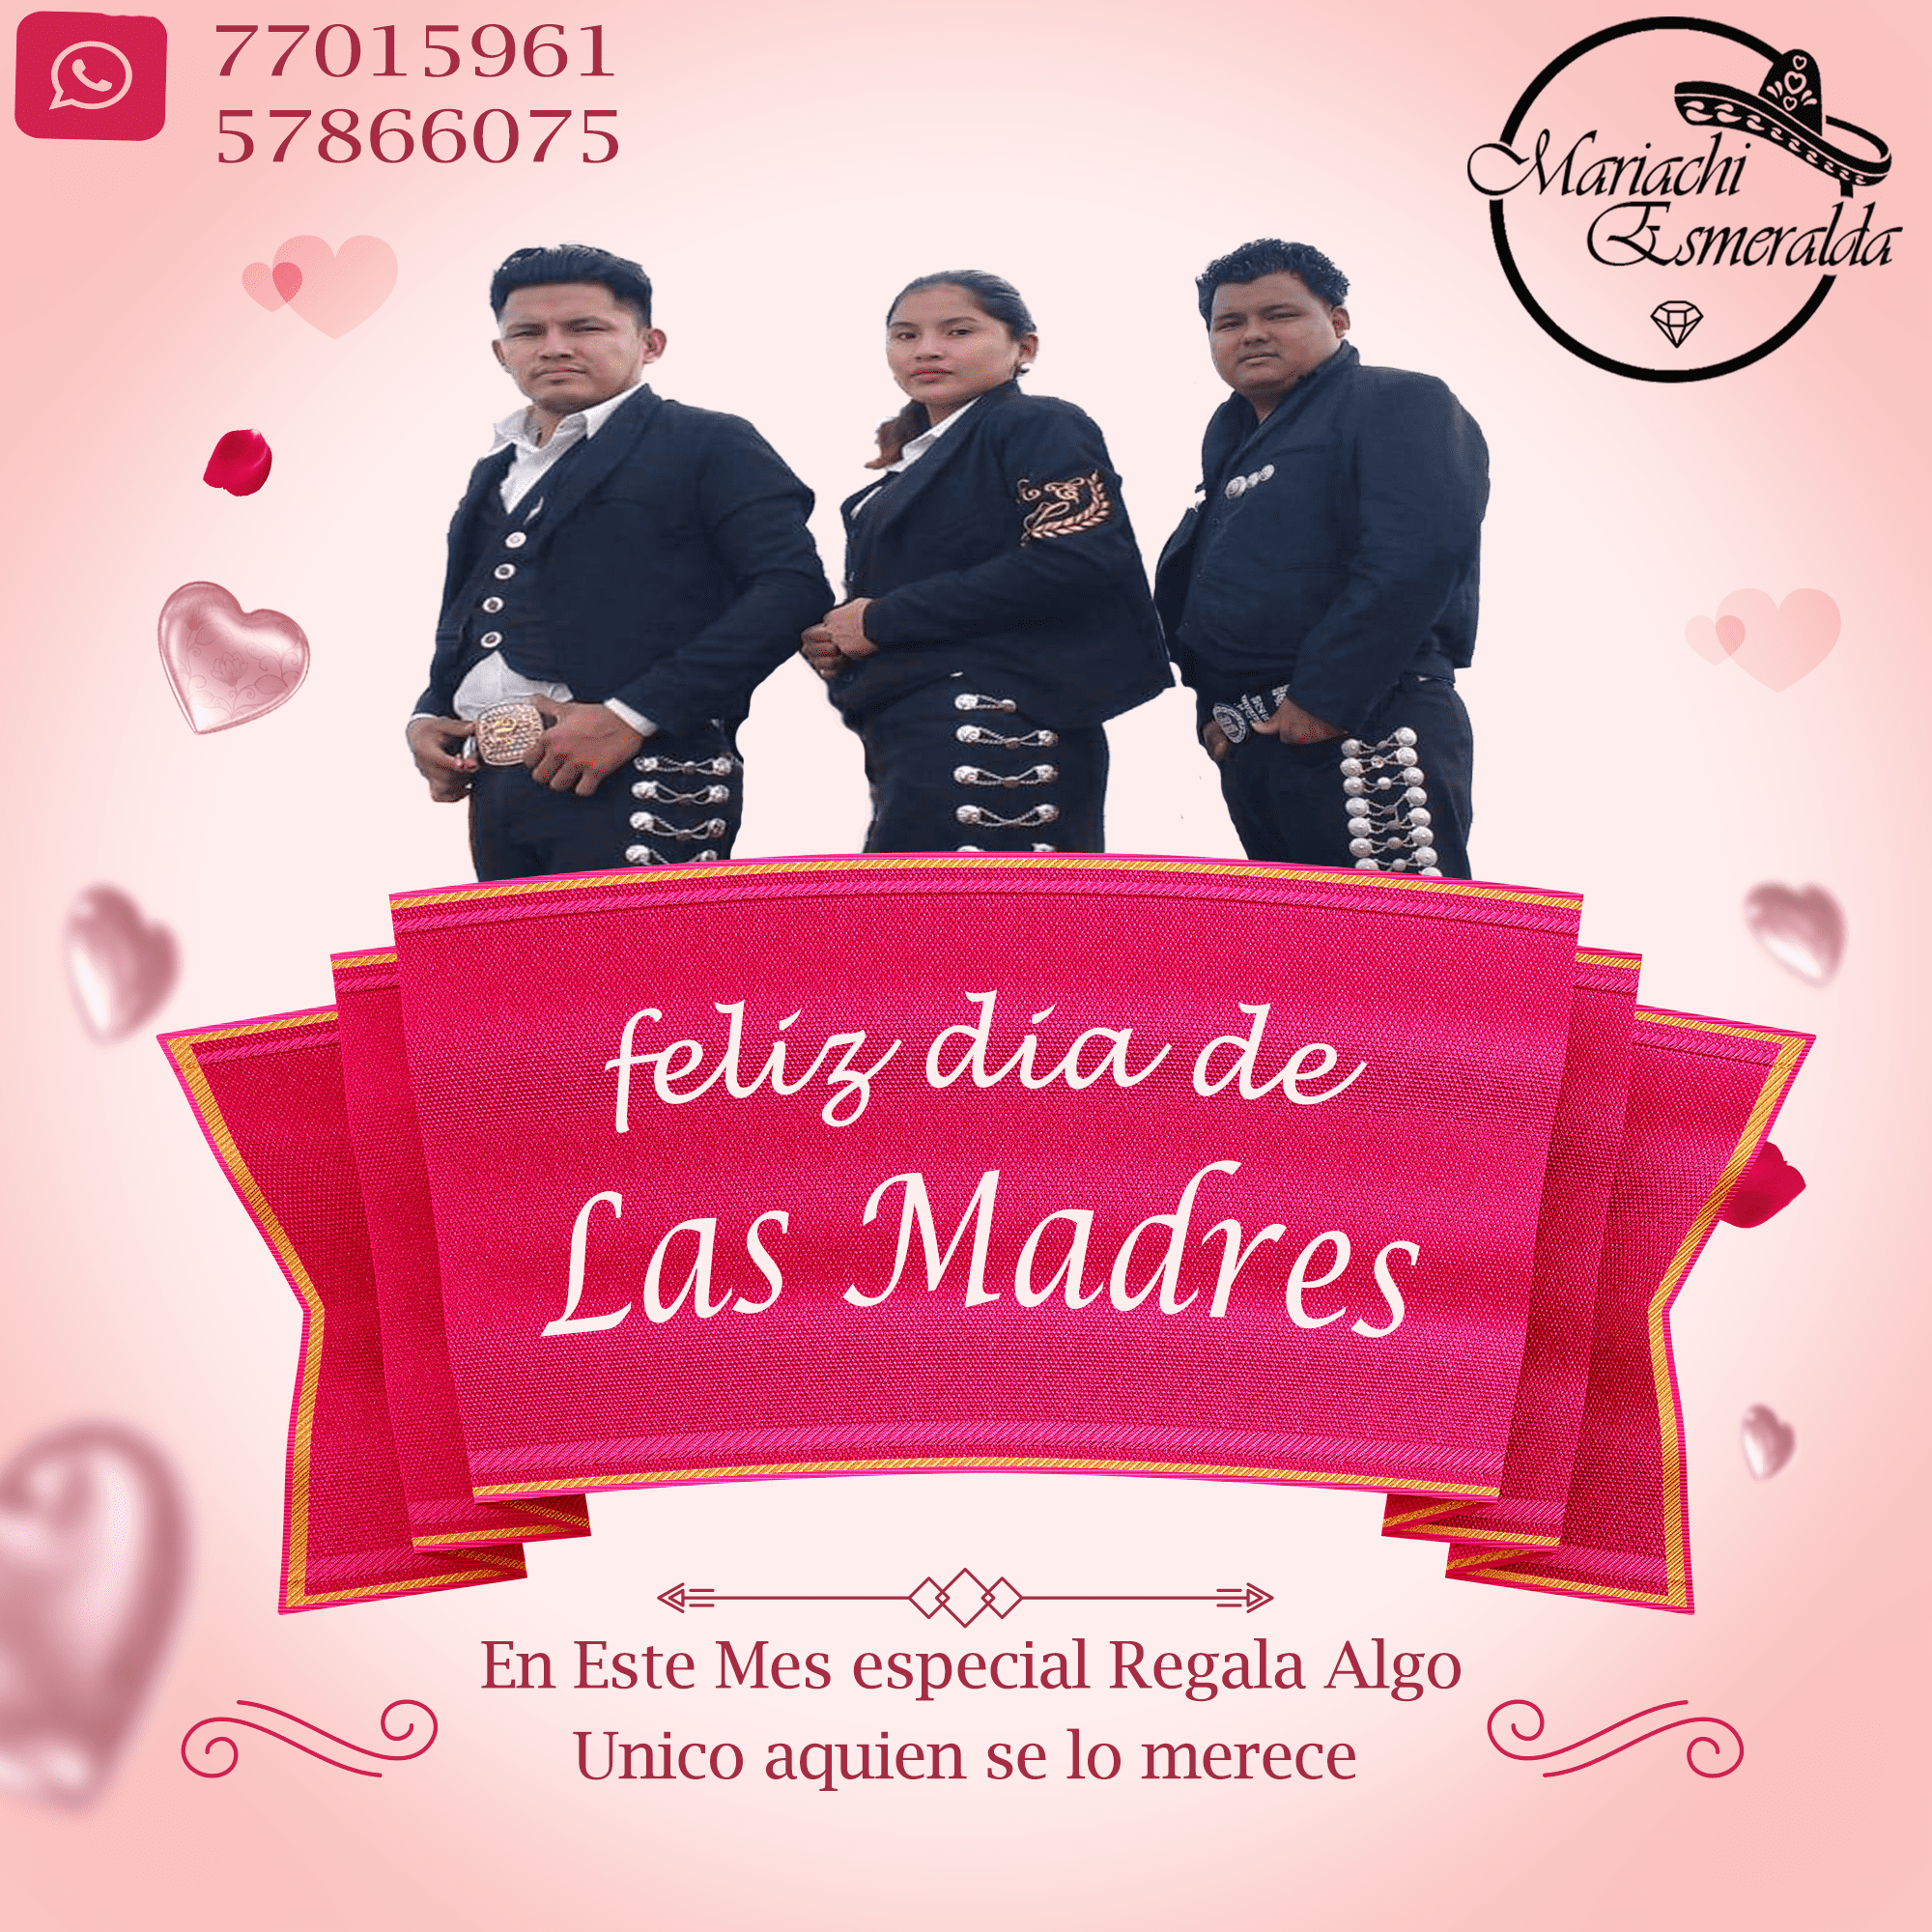 77015961
57866075
Mariachi
Esmeralda
feliz día de
Las Madres
En Este Mes especial Regala Algo
Unico aquien se lo merece